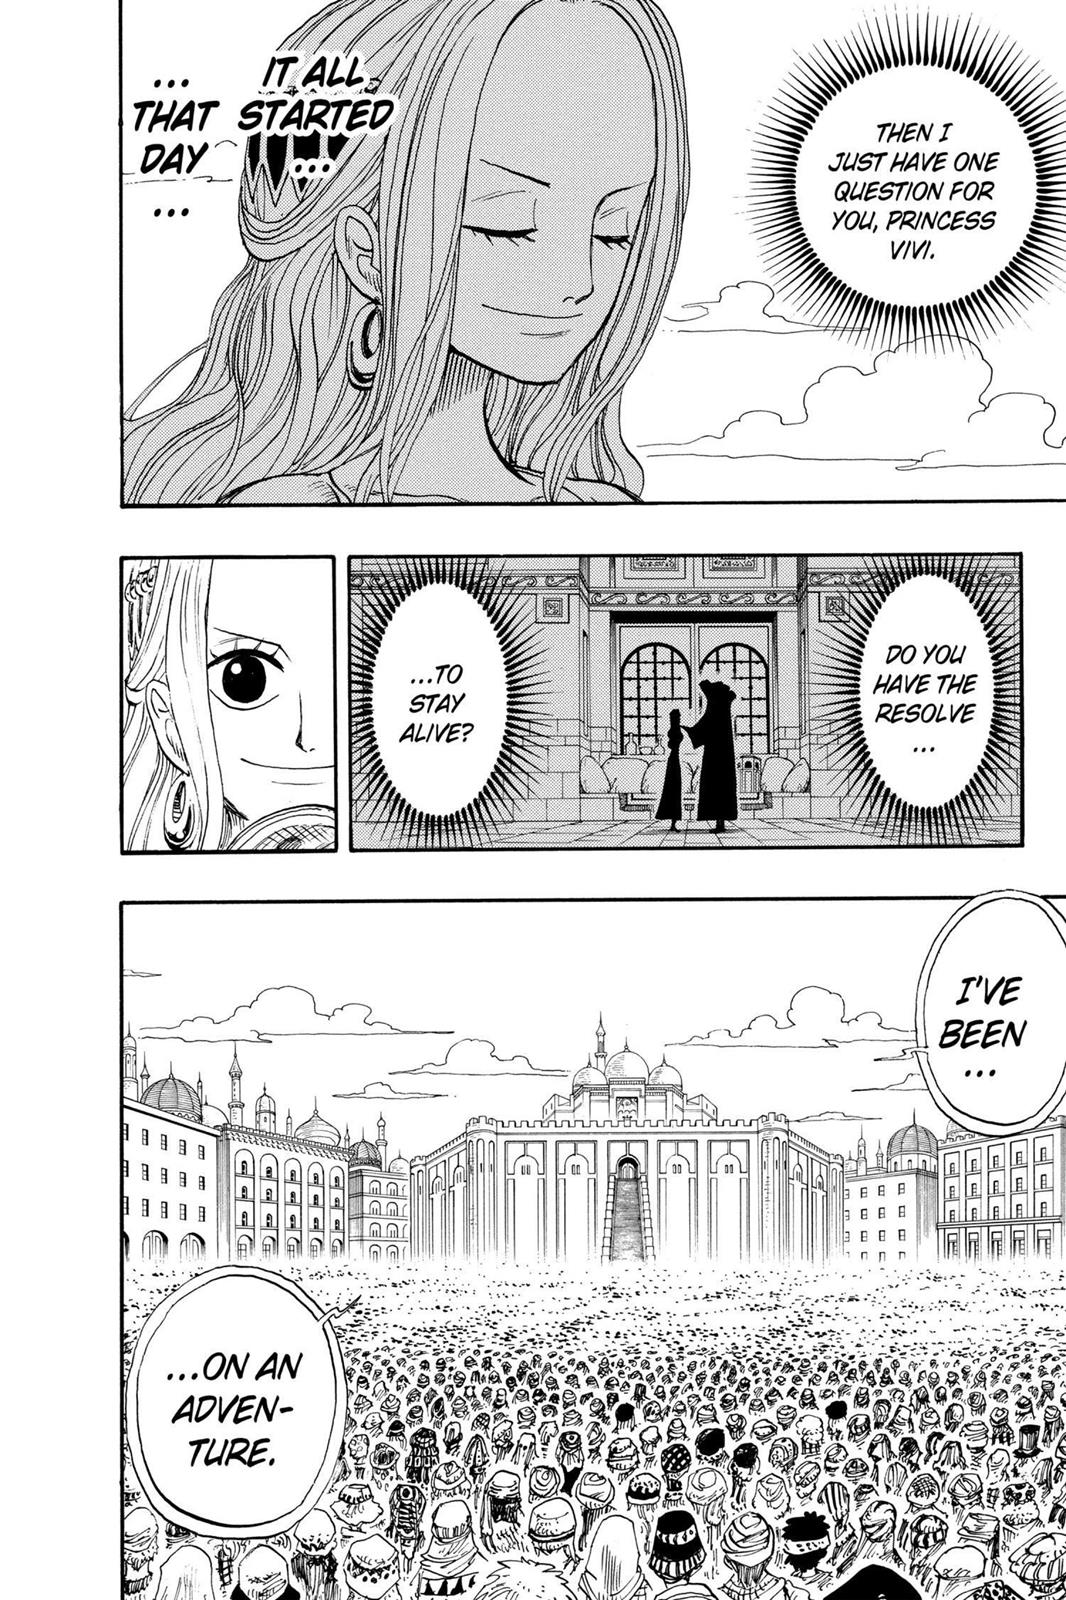 THEN I
JUST HAVE ONE
QUESTION FOR
YOU, PRINCESS
VIVI.
IT ALL
STARTED
...
...
THAT
DAY
...
DO YOU
HAVE THE
RESOLVE
...
...TO
STAY
ALIVE?
I'VE
BEEN
...
...ON AN
ADVEN-
TURE.